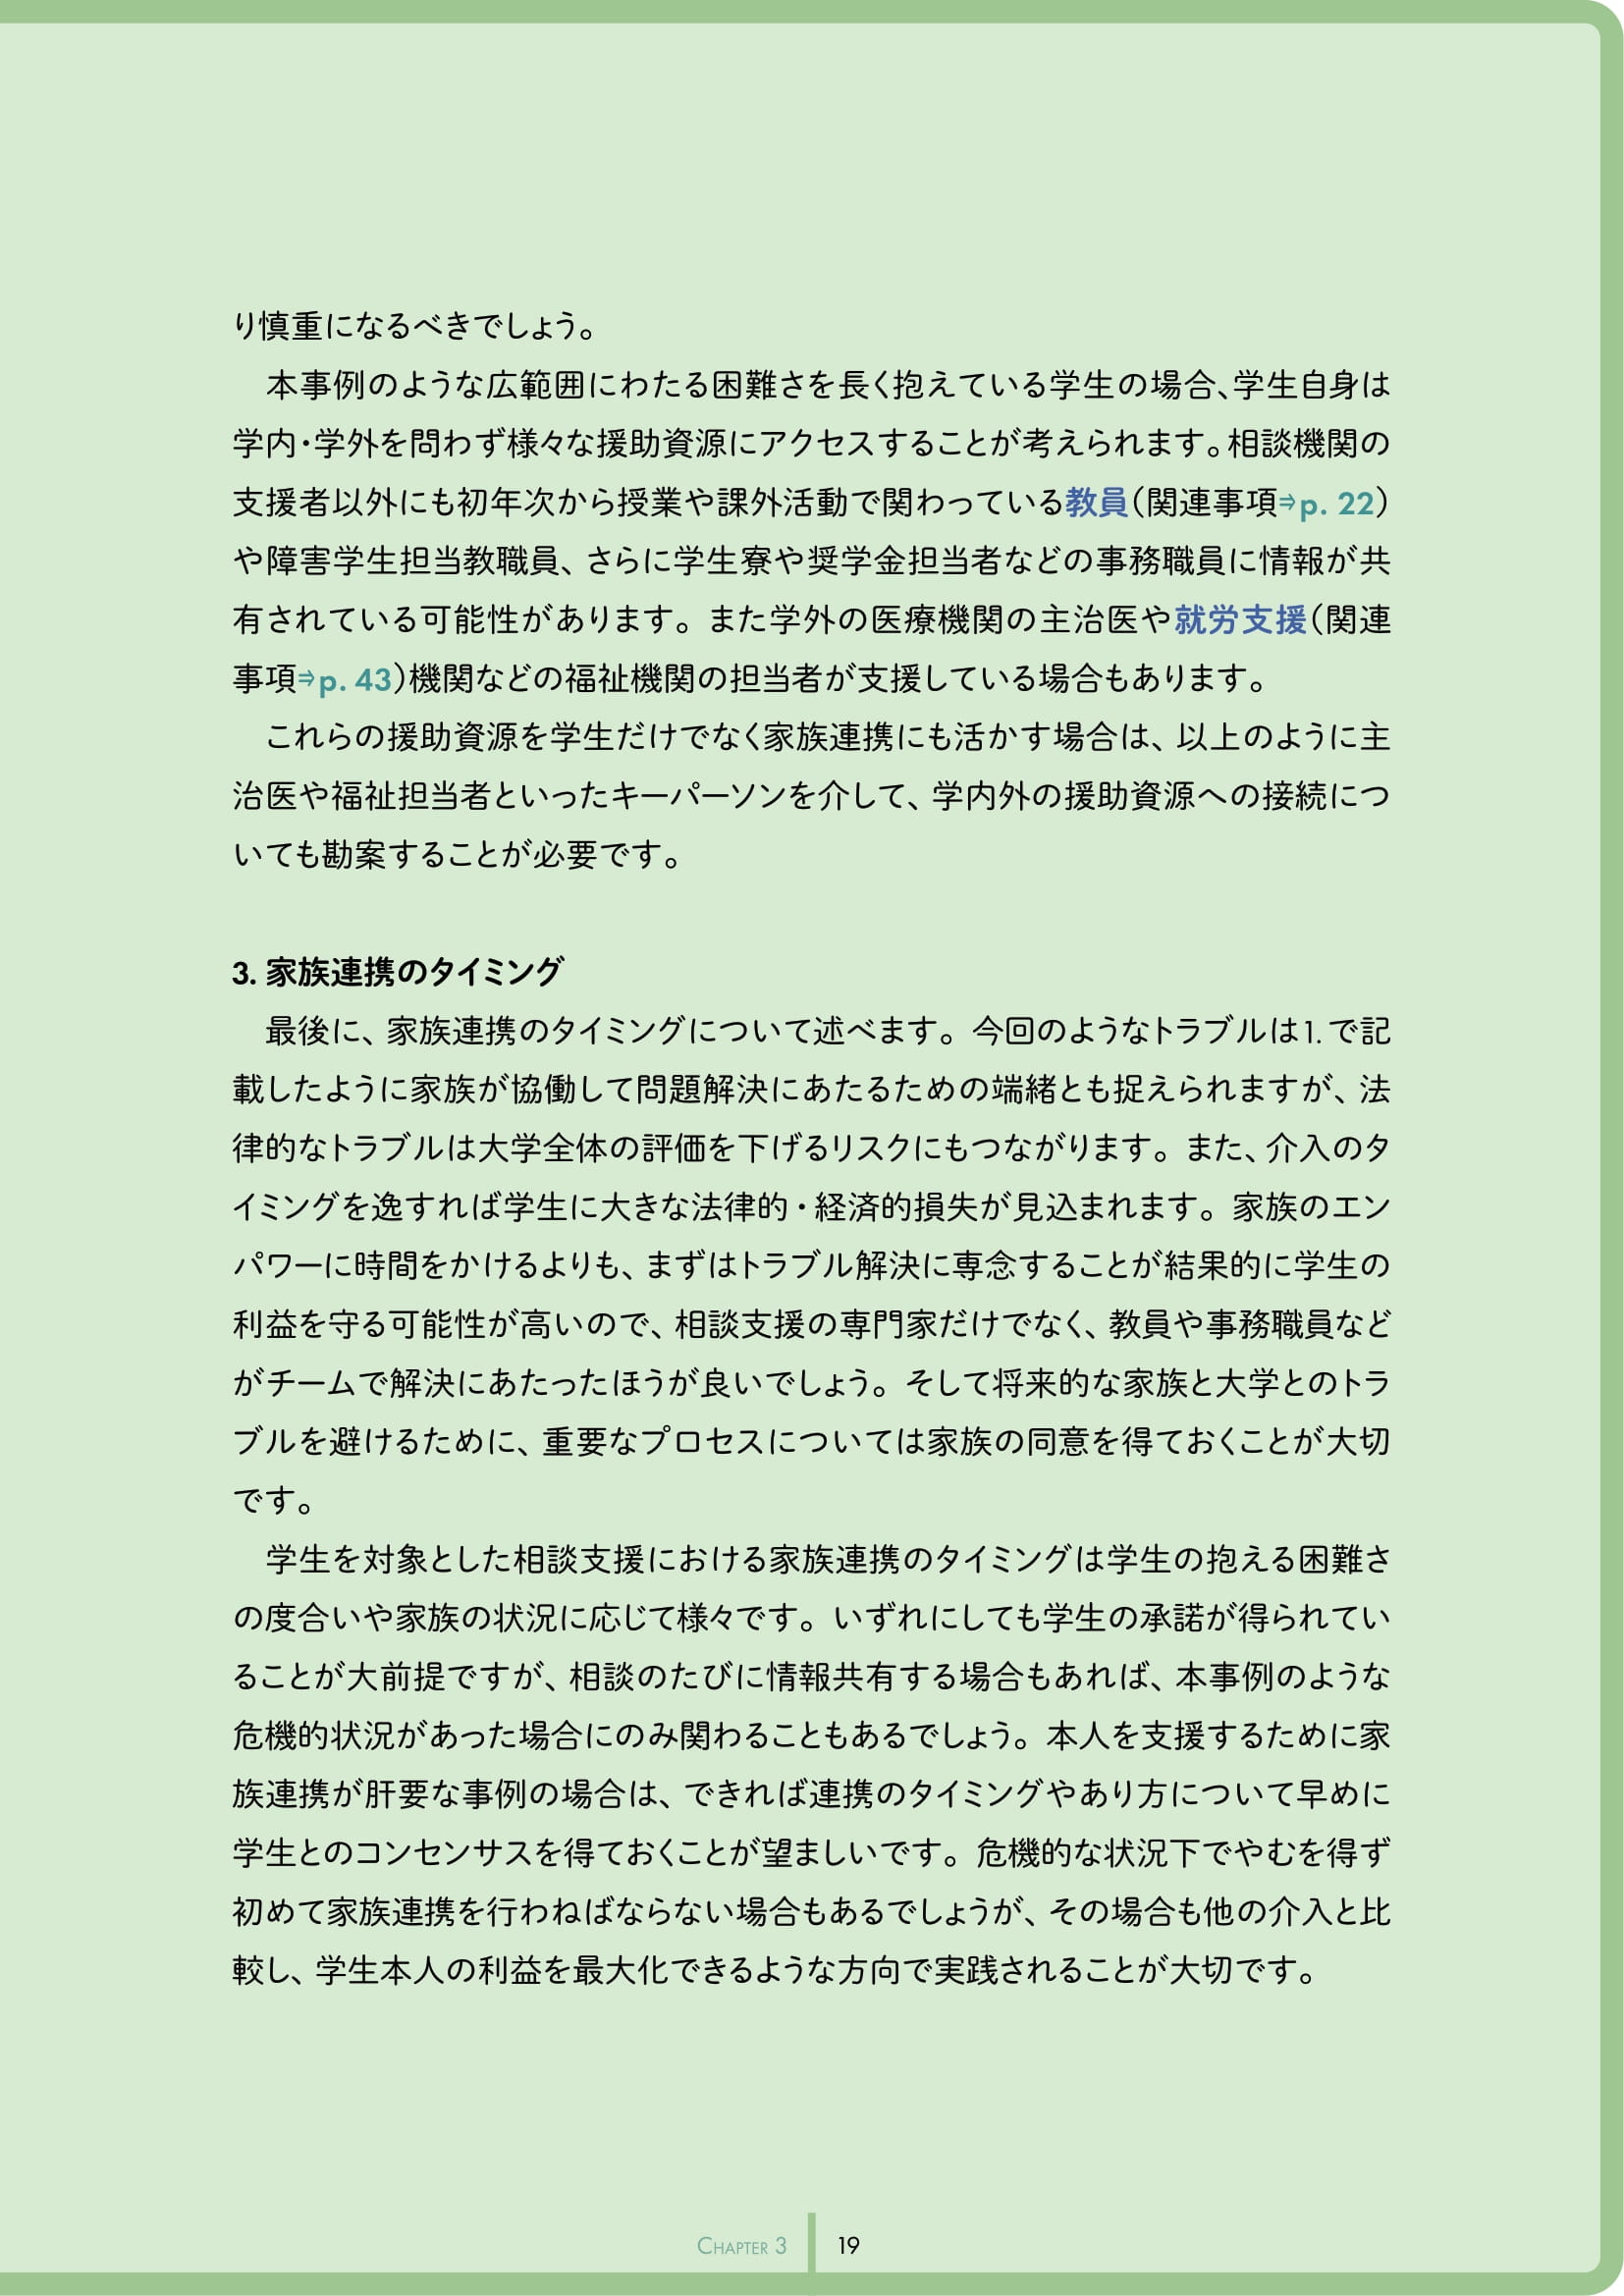 り慎重になるべきでしょう。
　本事例のような広範囲にわたる困難さを長く抱えている学生の場合、学生自身は
学内・学外を問わず様々な援助資源にアクセスすることが考えられます。相談機関の
支援者以外にも初年次から授業や課外活動で関わっている教員（関連事項⇒p. 22）
や障害学生担当教職員、さらに学生寮や奨学金担当者などの事務職員に情報が共
有されている可能性があります。また学外の医療機関の主治医や就労支援（関連
事項⇒p. 43）機関などの福祉機関の担当者が支援している場合もあります。
　これらの援助資源を学生だけでなく家族連携にも活かす場合は、以上のように主
治医や福祉担当者といったキーパーソンを介して、学内外の援助資源への接続につ
いても勘案することが必要です。
3. 家族連携のタイミング
　最後に、家族連携のタイミングについて述べます。今回のようなトラブルは1. で記
載したように家族が協働して問題解決にあたるための端緒とも捉えられますが、法
律的なトラブルは大学全体の評価を下げるリスクにもつながります。また、介入のタ
イミングを逸すれば学生に大きな法律的・経済的損失が見込まれます。家族のエン
パワーに時間をかけるよりも、まずはトラブル解決に専念することが結果的に学生の
利益を守る可能性が高いので、相談支援の専門家だけでなく、教員や事務職員など
がチームで解決にあたったほうが良いでしょう。そして将来的な家族と大学とのトラ
ブルを避けるために、重要なプロセスについては家族の同意を得ておくことが大切
です。
　学生を対象とした相談支援における家族連携のタイミングは学生の抱える困難さ
の度合いや家族の状況に応じて様々です。いずれにしても学生の承諾が得られてい
ることが大前提ですが、相談のたびに情報共有する場合もあれば、本事例のような
危機的状況があった場合にのみ関わることもあるでしょう。本人を支援するために家
族連携が肝要な事例の場合は、できれば連携のタイミングやあり方について早めに
学生とのコンセンサスを得ておくことが望ましいです。危機的な状況下でやむを得ず
初めて家族連携を行わねばならない場合もあるでしょうが、その場合も他の介入と比
較し、学生本人の利益を最大化できるような方向で実践されることが大切です。
Chapter 3 19